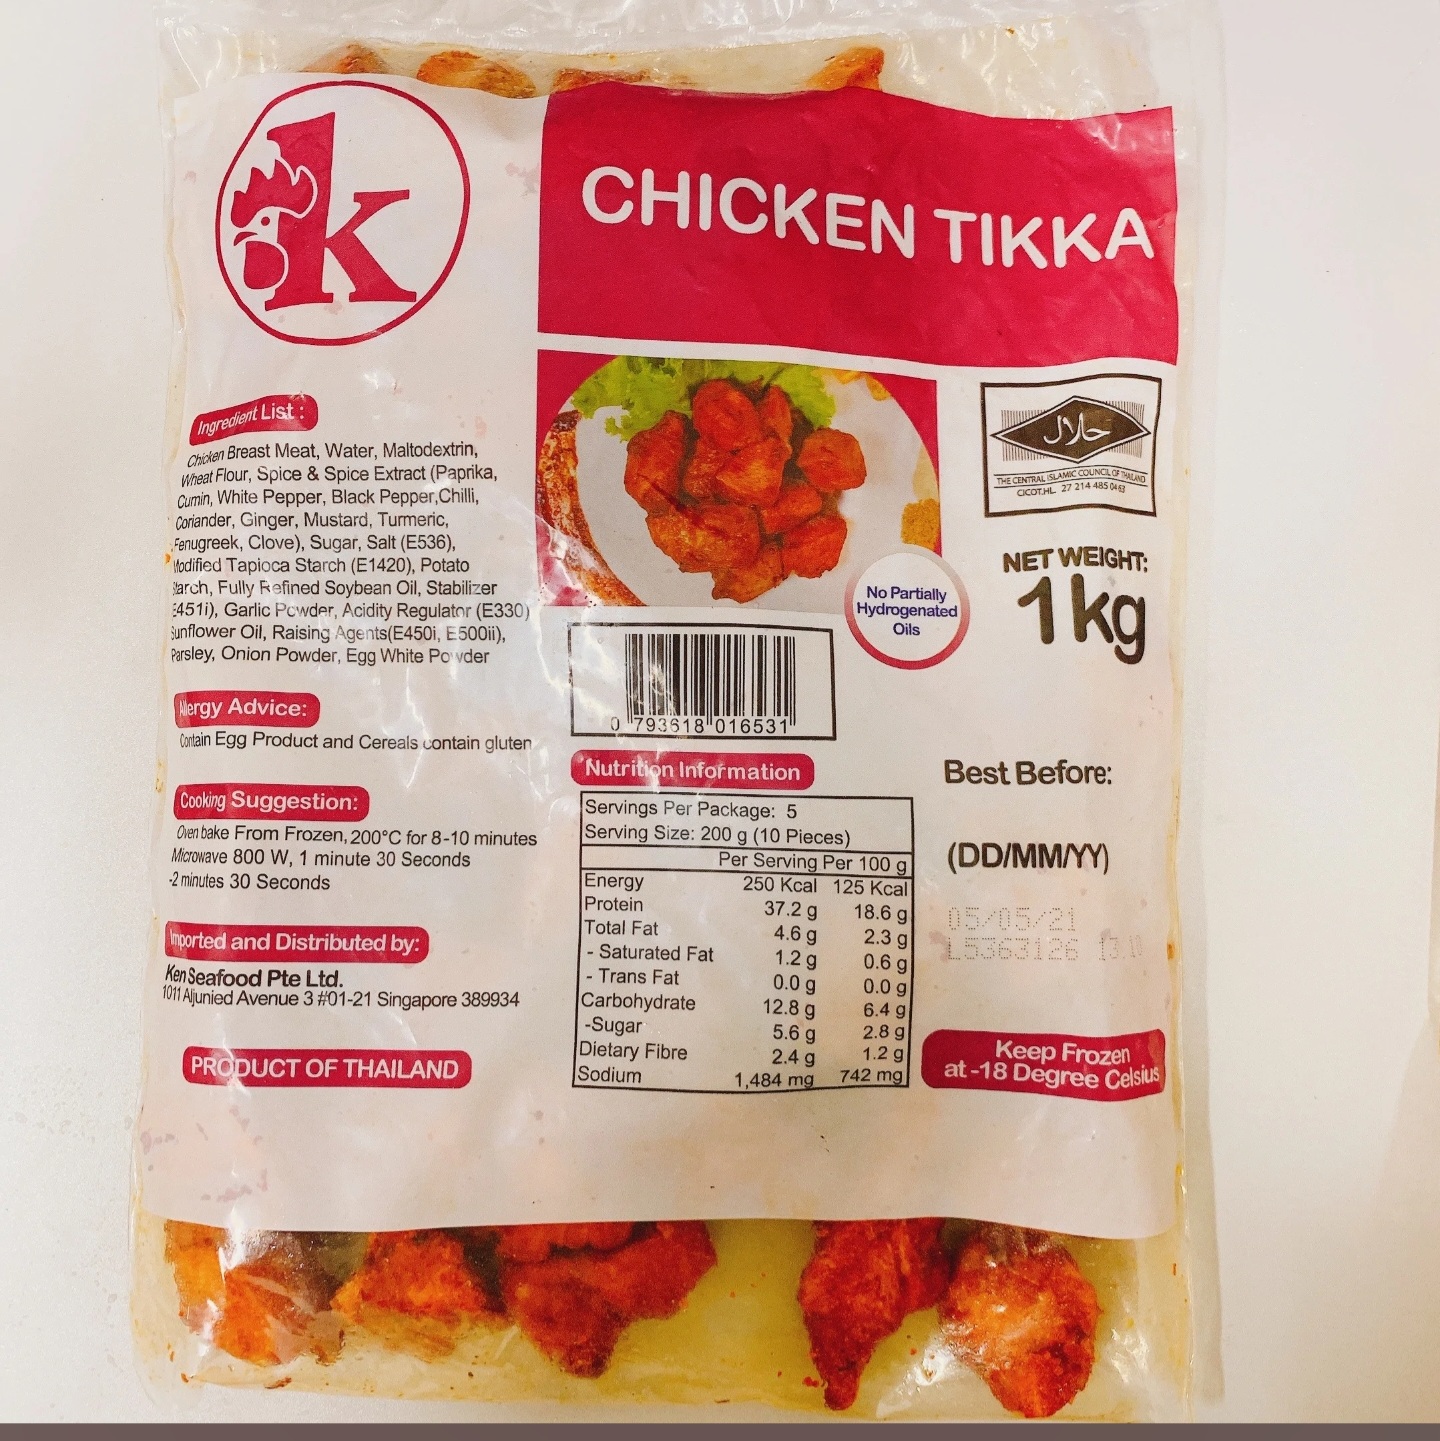 k
CHICKEN TIKKA
Ingredient List :
Chicken Breast Meat, Water, Maltodextrin,
Wheat Flour, Spice & Spice Extract (Paprika,
Cumin, White Pepper, Black Pepper,Chilli,
Coriander, Ginger, Mustard, Turmeric,
Fenugreek, Clove), Sugar, Salt (E536),
Modified Tapioca Starch (E1420), Potato
Starch, Fully Refined Soybean Oil, Stabilizer
E451i), Garlic Powder, Acidity Regulator (E330)
Sunflower Oil, Raising Agents(E450i, E500ii),
Parsley, Onion Powder, Egg White Powder
Allergy Advice:
Contain Egg Product and Cereals contain gluten
Cooking Suggestion:
Oven bake From Frozen, 200°C for 8-10 minutes
Microwave 800 W, 1 minute 30 Seconds
-2 minutes 30 Seconds
Imported and Distributed by:
Ken Seafood Pte Ltd.
1011 Aljunied Avenue 3 #01-21 Singapore 389934
PRODUCT OF THAILAND
حلال
THE CENTRAL ISLAMIC COUNCIL OF THAILAND
CICOT.HL. 27 214 485 04 63
NET WEIGHT:
1kg
No Partially
Hydrogenated
Oils
0 793618 016531
Nutrition Information
Servings Per Package: 5
Serving Size: 200 g (10 Pieces)
Per Serving Per 100 g
Energy 250 Kcal 125 Kcal
Protein 37.2 g 18.6 g
Total Fat 4.6 g 2.3 g
- Saturated Fat 1.2 g 0.6 g
- Trans Fat 0.0 g 0.0 g
Carbohydrate 12.8 g 6.4 g
-Sugar 5.6 g 2.8 g
Dietary Fibre 2.4 g 1.2 g
Sodium 1,484 mg 742 mg
Best Before:
(DD/MM/YY)
05/05/21
L5363126
Keep Frozen
at -18 Degree Celsius